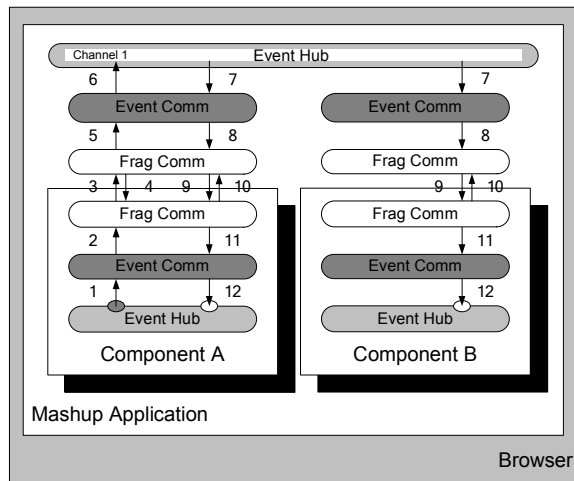 Channel 1 Event Hub
6 7 7
Event Comm Event Comm
5 8 8
Frag Comm Frag Comm
3 4 9 10 9 10
Frag Comm Frag Comm
2 11 11
Event Comm Event Comm
1 12 12
Event Hub Event Hub
Component A Component B
Mashup Application
Browser